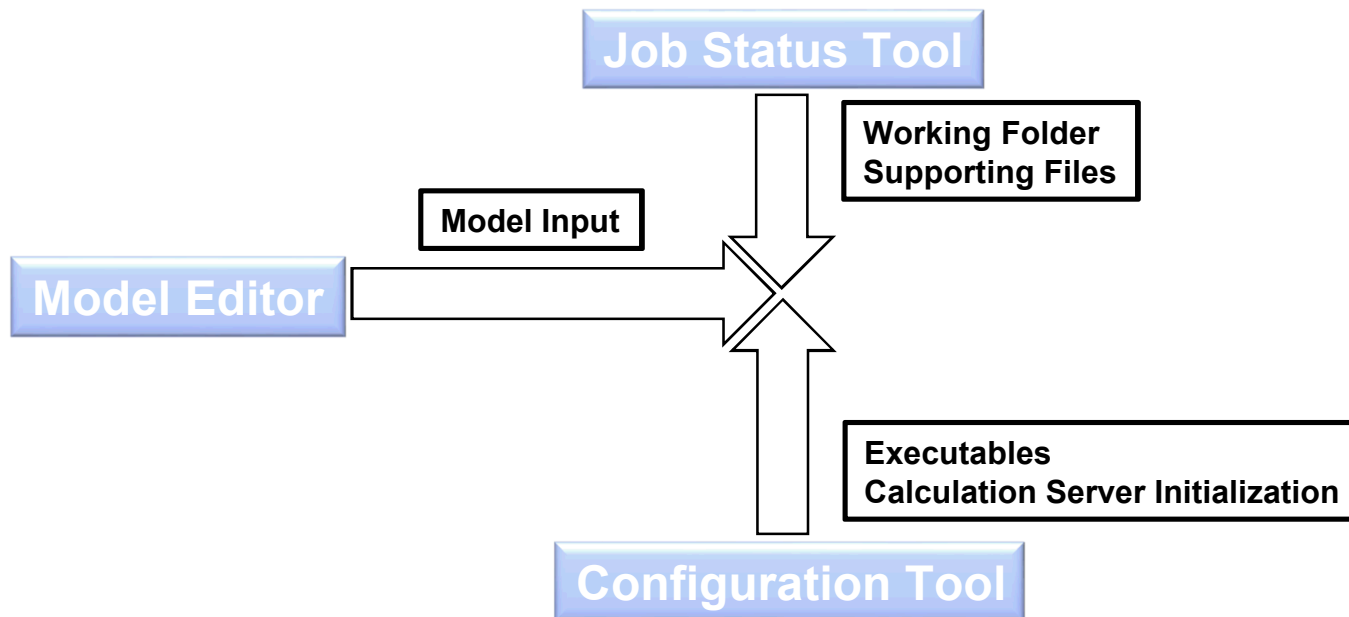 Job Status Tool
Working Folder
Supporting Files
Model Input
Model Editor
Executables
Calculation Server Initialization
Configuration Tool